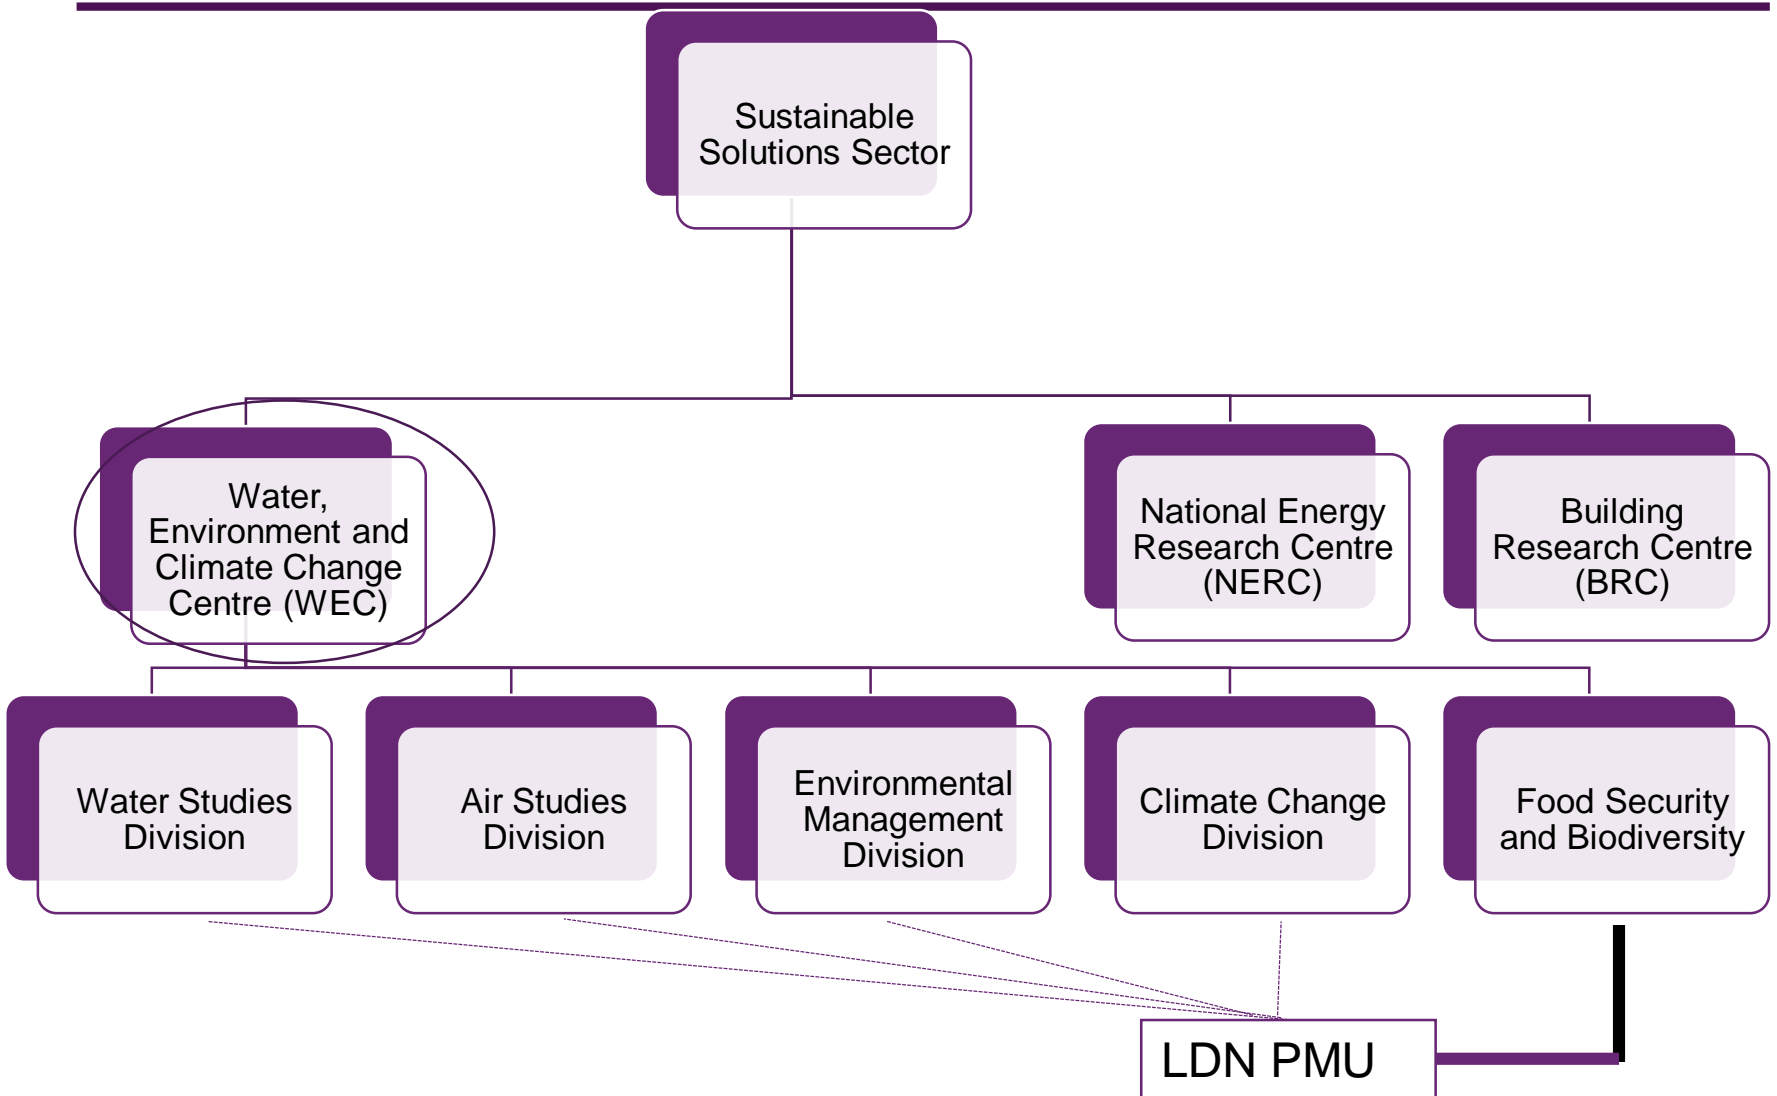 Sustainable
Solutions Sector
Water,
Environment and
Climate Change
Centre (WEC)
National Energy
Research Centre
(NERC)
Building
Research Centre
(BRC)
Water Studies
Division
Air Studies
Division
Environmental
Management
Division
Climate Change
Division
Food Security
and Biodiversity
LDN PMU